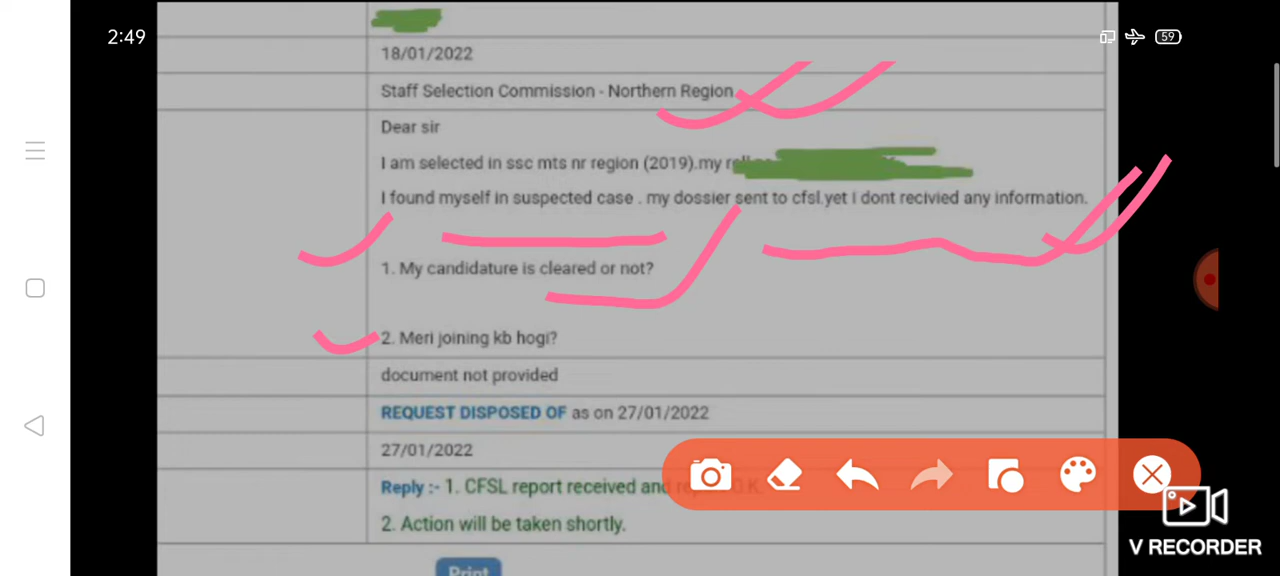 2:49
59
18/01/2022
Staff Selection Commission - Northern Region
Dear sir
I am selected in ssc mts nr region (2019).my
I found myself in suspected case . my dossier sent to cfsl.yet i dont recivied any information.
1. My candidature is cleared or not?
2. Meri joining kb hogi?
document not provided
REQUEST DISPOSED OF as on 27/01/2022
27/01/2022
Reply :- 1. CFSL report received and O.K.
2. Action will be taken shortly.
Print
V RECORDER